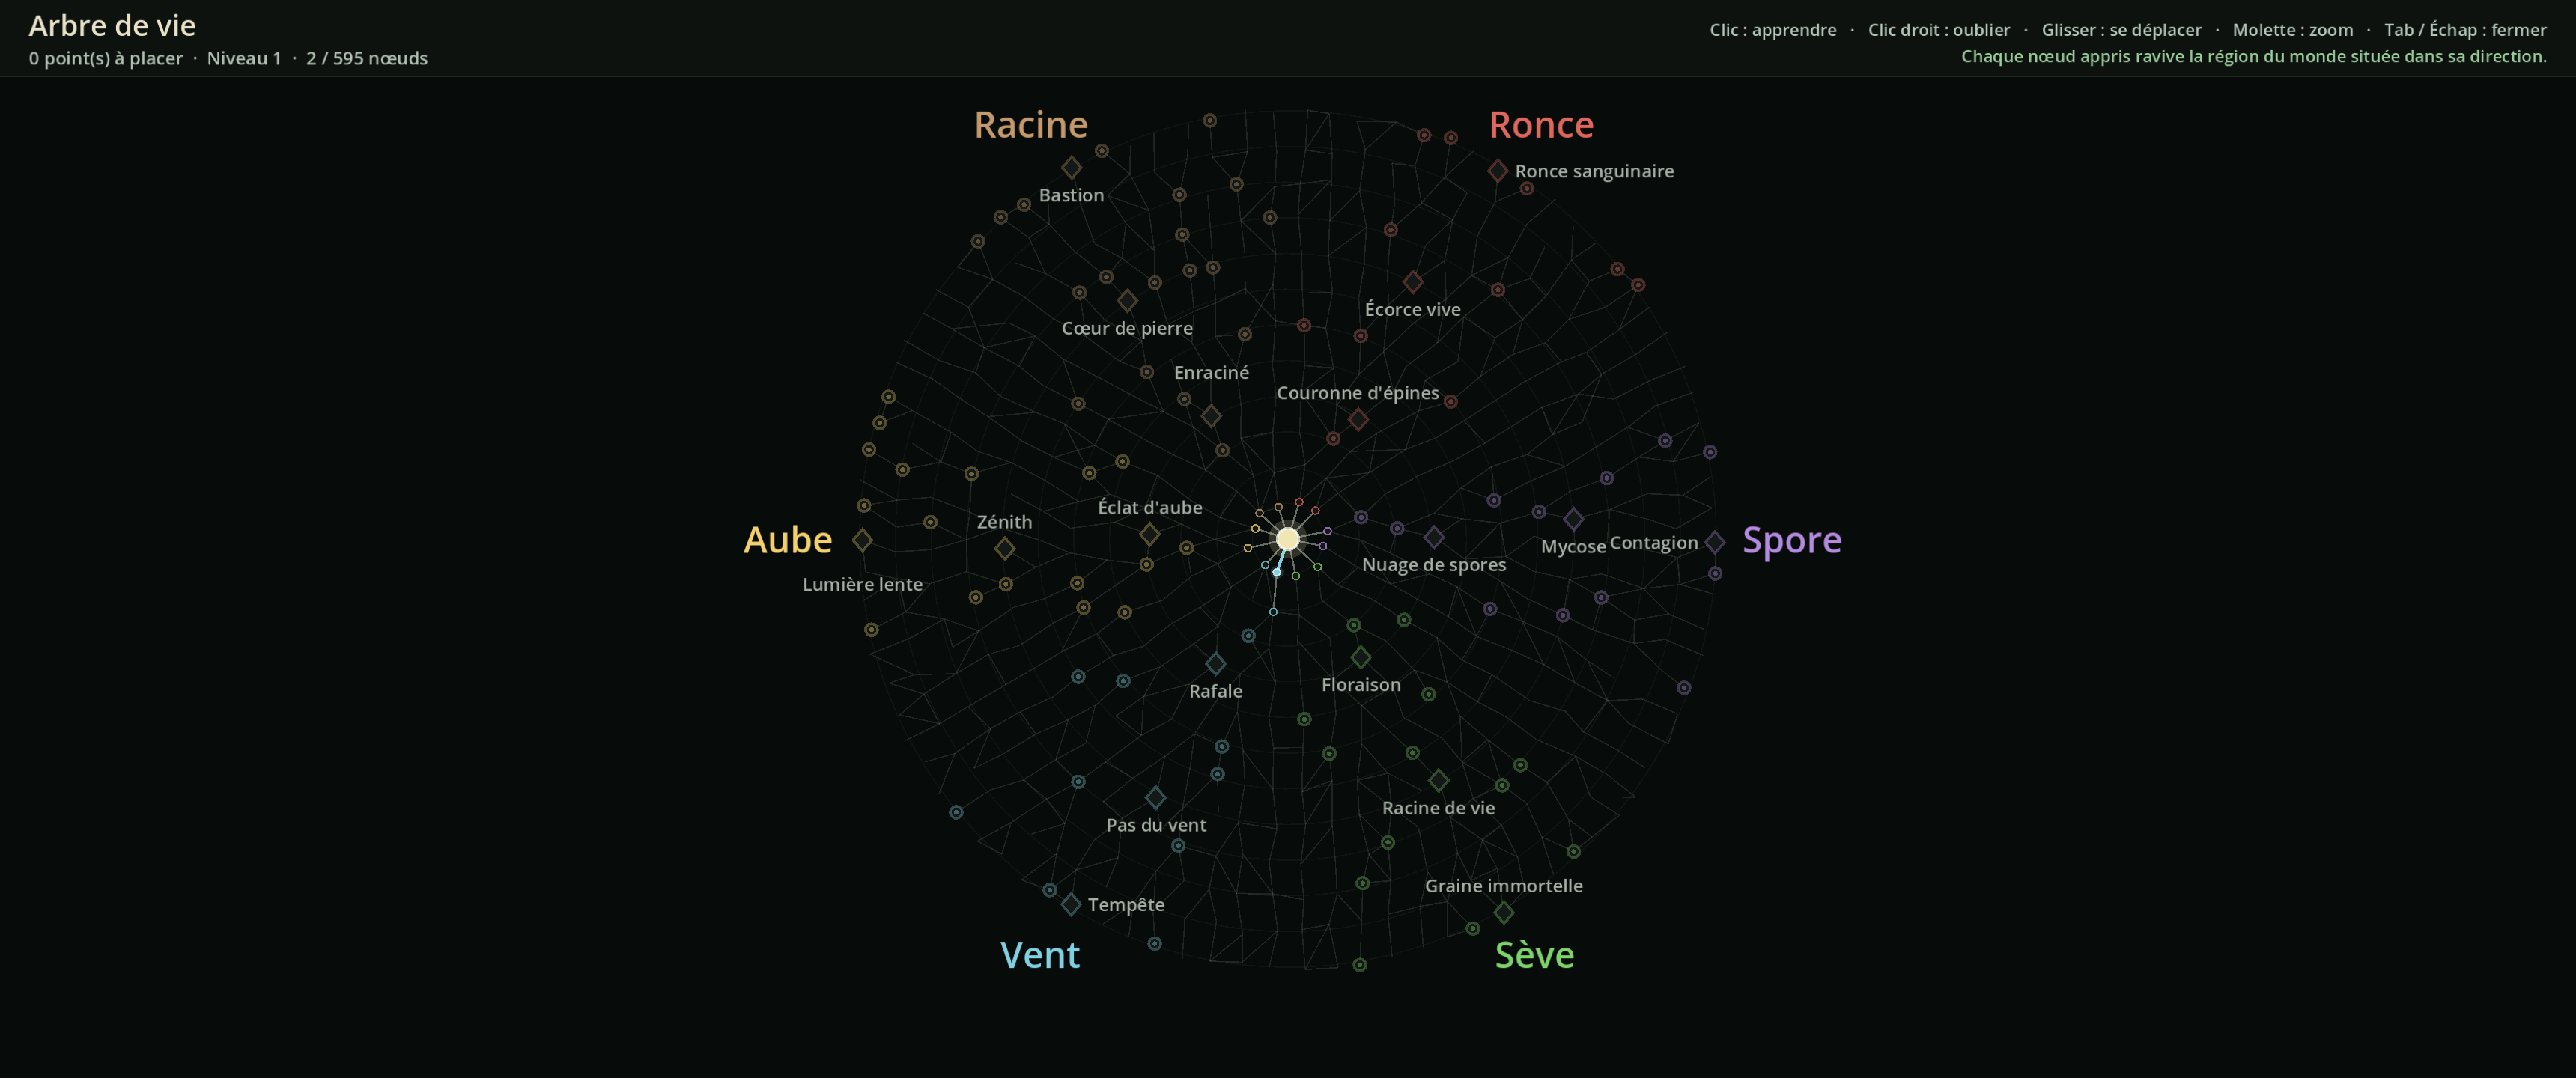 Arbre de vie
0 point(s) à placer · Niveau 1 · 2 / 595 nœuds
Clic : apprendre · Clic droit : oublier · Glisser : se déplacer · Molette : zoom · Tab / Échap : fermer
Chaque nœud appris ravive la région du monde située dans sa direction.
Racine
Ronce
Ronce sanguinaire
Bastion
Écorce vive
Cœur de pierre
Enraciné
Couronne d'épines
Éclat d'aube
Zénith
Aube
Spore
Mycose
Contagion
Nuage de spores
Lumière lente
Rafale
Floraison
Racine de vie
Pas du vent
Graine immortelle
Tempête
Vent
Sève